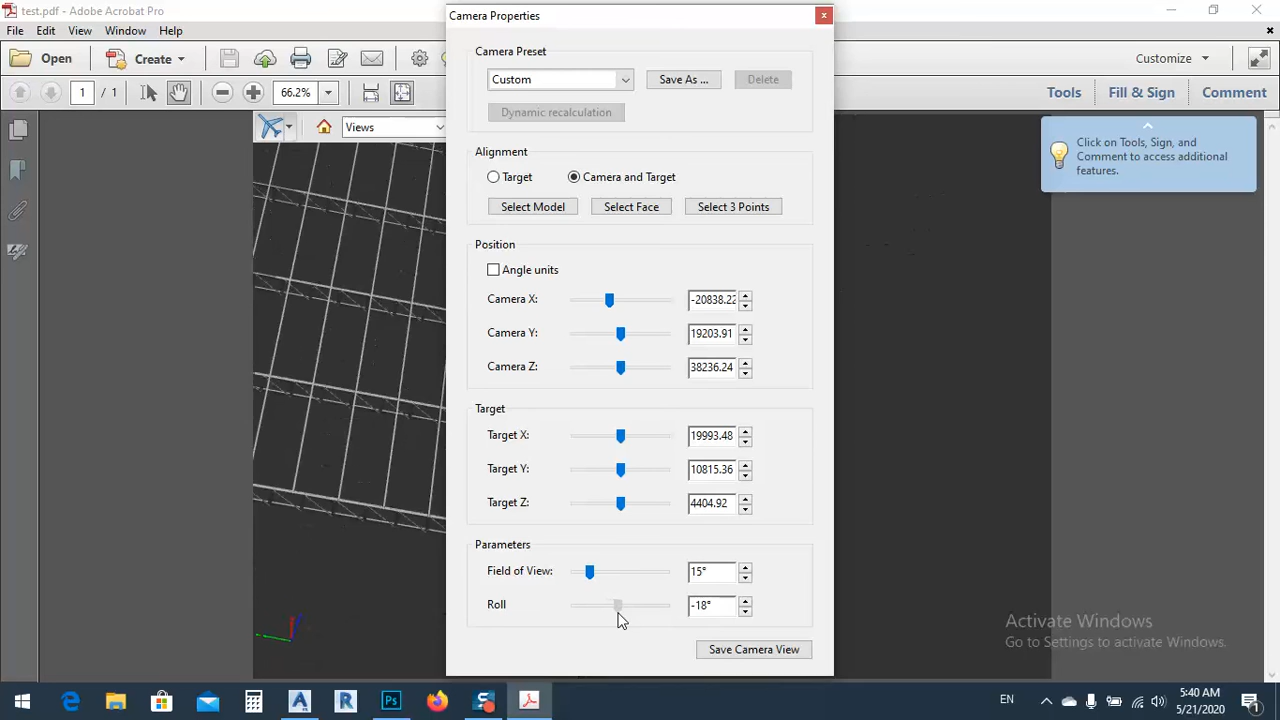 test.pdf - Adobe Acrobat Pro
Camera Properties
File Edit View Window Help
Open
Create
Customize
1 / 1
66.2%
Tools
Fill & Sign
Comment
Views
Click on Tools, Sign, and
Comment to access additional
features.
Camera Preset
Custom
Save As ...
Delete
Dynamic recalculation
Alignment
Target
Camera and Target
Select Model
Select Face
Select 3 Points
Position
Angle units
Camera X: -20838.22
Camera Y: 19203.91
Camera Z: 38236.24
Target
Target X: 19993.48
Target Y: 10815.36
Target Z: 4404.92
Parameters
Field of View: 15°
Roll -18°
Save Camera View
Activate Windows
Go to Settings to activate Windows.
EN
5:40 AM
5/21/2020
1